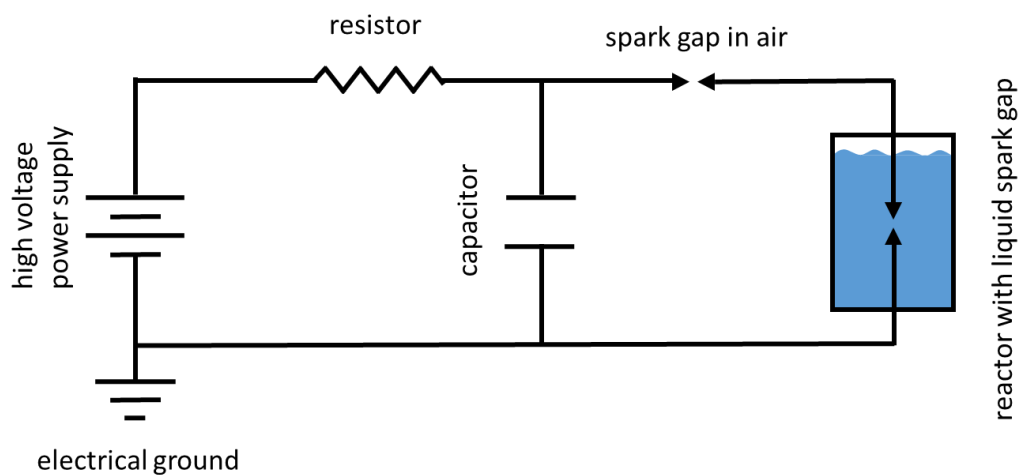 resistor
spark gap in air
high voltage
power supply
capacitor
reactor with liquid spark gap
electrical ground